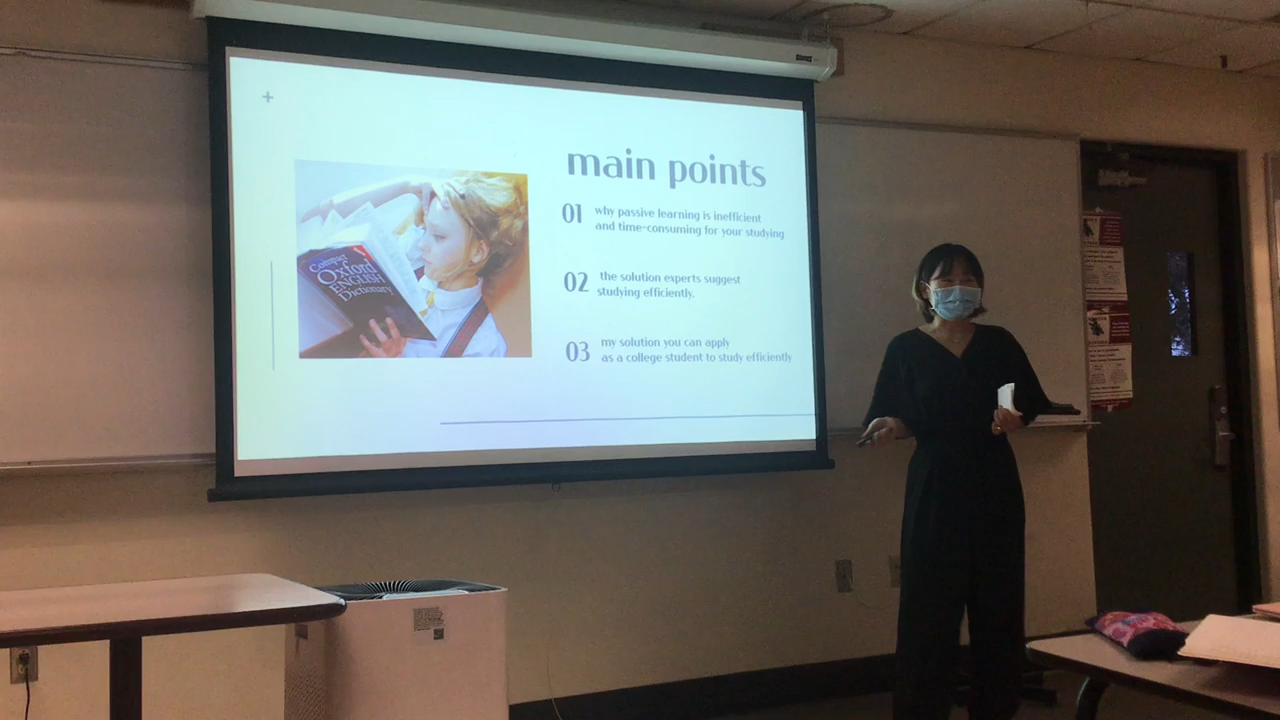 main points
01
why passive learning is inefficient
and time-consuming for your studying
02
the solution experts suggest
studying efficiently.
03
my solution you can apply
as a college student to study efficiently
Compact
Oxford
ENGLISH
Dictionary